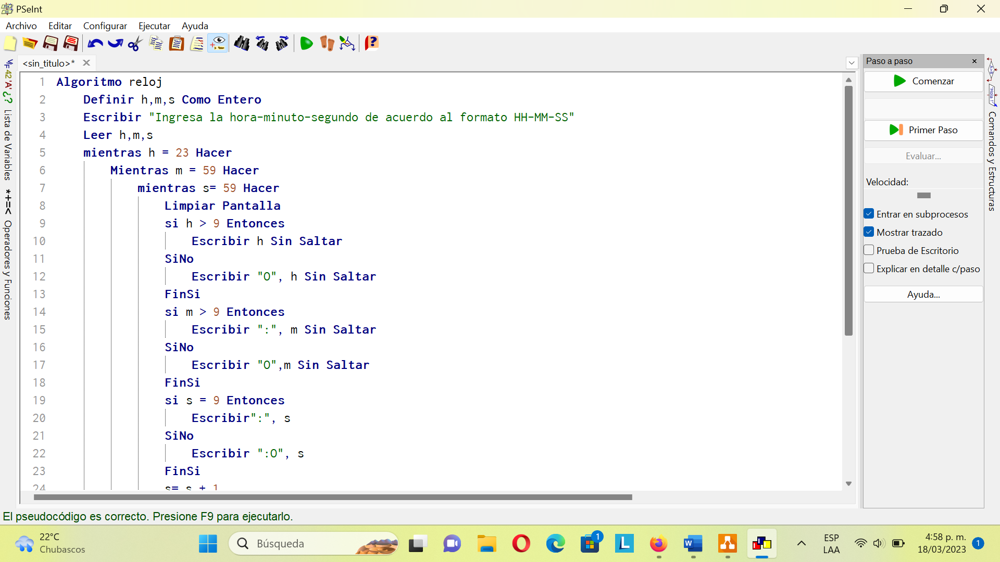 PSeInt
Archivo Editar Configurar Ejecutar Ayuda
<sin_titulo>*
1 Algoritmo reloj
2 Definir h,m,s Como Entero
3 Escribir "Ingresa la hora-minuto-segundo de acuerdo al formato HH-MM-SS"
4 Leer h,m,s
5 mientras h = 23 Hacer
6 Mientras m = 59 Hacer
7 mientras s= 59 Hacer
8 Limpiar Pantalla
9 si h > 9 Entonces
10 Escribir h Sin Saltar
11 SiNo
12 Escribir "O", h Sin Saltar
13 FinSi
14 si m > 9 Entonces
15 Escribir ":", m Sin Saltar
16 SiNo
17 Escribir "O",m Sin Saltar
18 FinSi
19 si s = 9 Entonces
20 Escribir":", s
21 SiNo
22 Escribir ":O", s
23 FinSi
24 s= s + 1
V/F 42 'A' ¿?
Lista de Variables
*+=<
Operadores y Funciones
Paso a paso
Comenzar
Primer Paso
Evaluar...
Velocidad:
Entrar en subprocesos
Mostrar trazado
Prueba de Escritorio
Explicar en detalle c/paso
Ayuda...
A>B
"Hola !"
Comandos y Estructuras
El pseudocódigo es correcto. Presione F9 para ejecutarlo.
22°C
Chubascos
Búsqueda
1
L
W
ESP
LAA
4:58 p. m.
18/03/2023
1